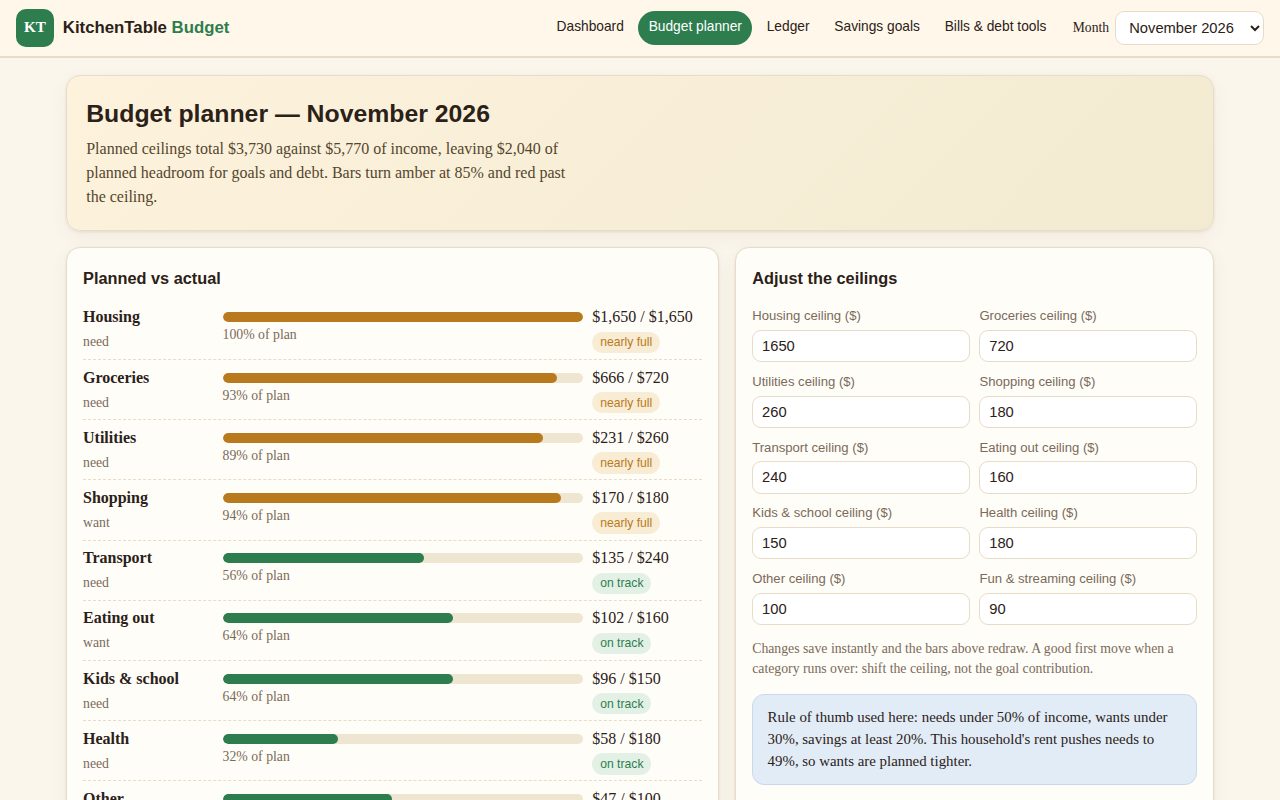 KT
KitchenTable Budget
Dashboard
Budget planner
Ledger
Savings goals
Bills & debt tools
Month
November 2026
Budget planner — November 2026
Planned ceilings total $3,730 against $5,770 of income, leaving $2,040 of
planned headroom for goals and debt. Bars turn amber at 85% and red past
the ceiling.
Planned vs actual
Housing
need
100% of plan
$1,650 / $1,650
nearly full
Groceries
need
93% of plan
$666 / $720
nearly full
Utilities
need
89% of plan
$231 / $260
nearly full
Shopping
want
94% of plan
$170 / $180
nearly full
Transport
need
56% of plan
$135 / $240
on track
Eating out
want
64% of plan
$102 / $160
on track
Kids & school
need
64% of plan
$96 / $150
on track
Health
need
32% of plan
$58 / $180
on track
Other
$47 / $100
Adjust the ceilings
Housing ceiling ($)
1650
Groceries ceiling ($)
720
Utilities ceiling ($)
260
Shopping ceiling ($)
180
Transport ceiling ($)
240
Eating out ceiling ($)
160
Kids & school ceiling ($)
150
Health ceiling ($)
180
Other ceiling ($)
100
Fun & streaming ceiling ($)
90
Changes save instantly and the bars above redraw. A good first move when a
category runs over: shift the ceiling, not the goal contribution.
Rule of thumb used here: needs under 50% of income, wants under
30%, savings at least 20%. This household's rent pushes needs to
49%, so wants are planned tighter.